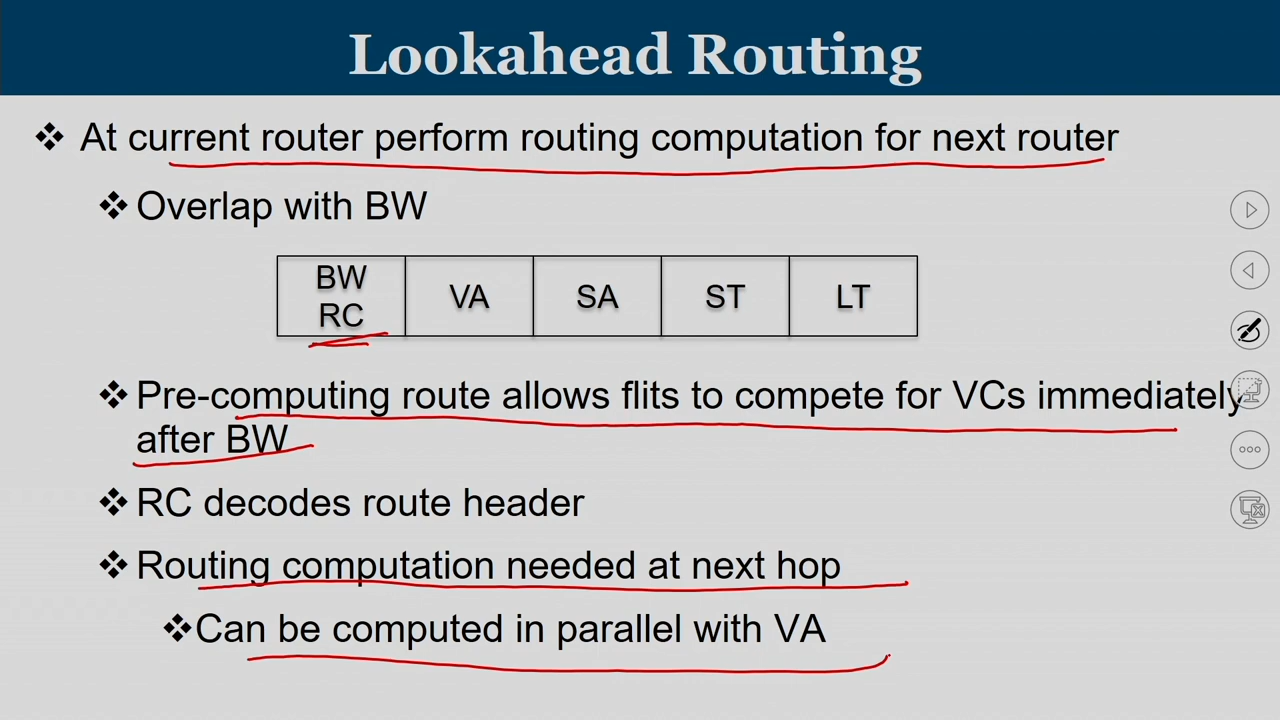 Lookahead Routing
❖ At current router perform routing computation for next router
❖ Overlap with BW
BW RC VA SA ST LT
❖ Pre-computing route allows flits to compete for VCs immediately
after BW
❖ RC decodes route header
❖ Routing computation needed at next hop
❖ Can be computed in parallel with VA